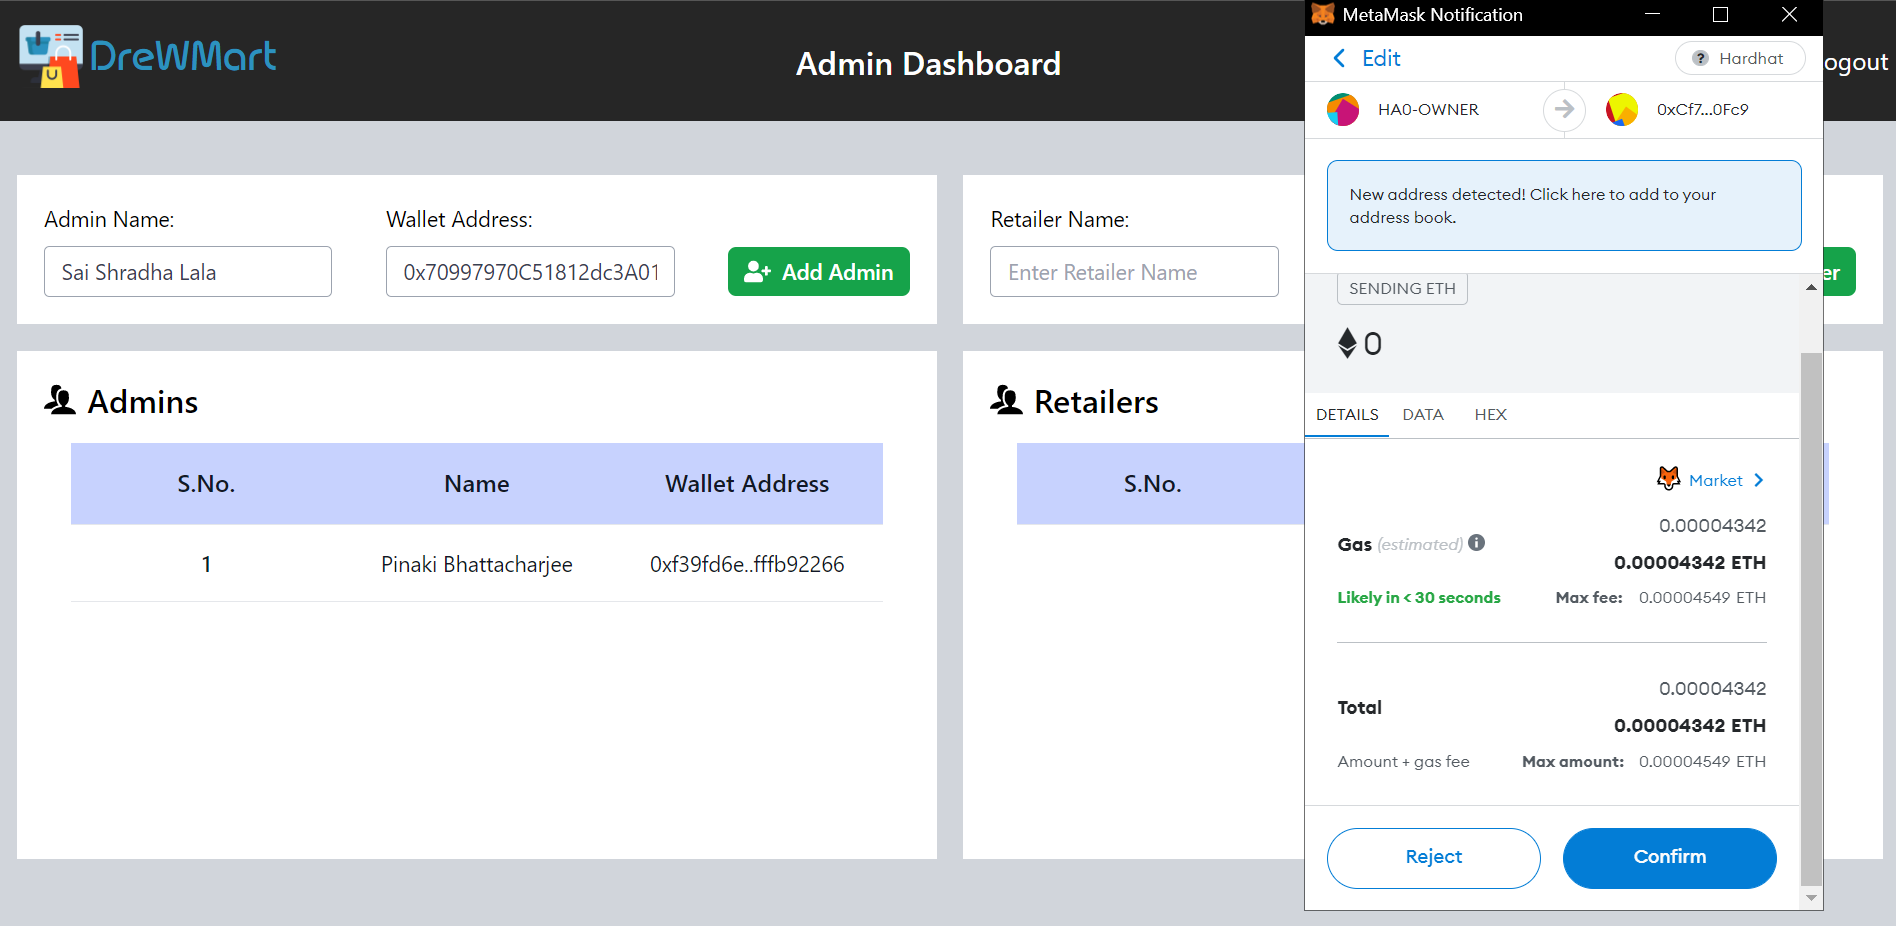 DreWMart
Admin Dashboard
ogout
Admin Name:
Wallet Address:
Sai Shradha Lala
0x70997970C51812dc3A01
Add Admin
Retailer Name:
Enter Retailer Name
er
Admins
S.No.
Name
Wallet Address
1
Pinaki Bhattacharjee
0xf39fd6e..fffb92266
Retailers
S.No.
MetaMask Notification
Edit
Hardhat
HA0-OWNER
0xCf7...0Fc9
New address detected! Click here to add to your
address book.
SENDING ETH
0
DETAILS
DATA
HEX
Market
0.00004342
Gas (estimated)
0.00004342 ETH
Likely in < 30 seconds
Max fee: 0.00004549 ETH
0.00004342
Total
0.00004342 ETH
Amount + gas fee
Max amount: 0.00004549 ETH
Reject
Confirm